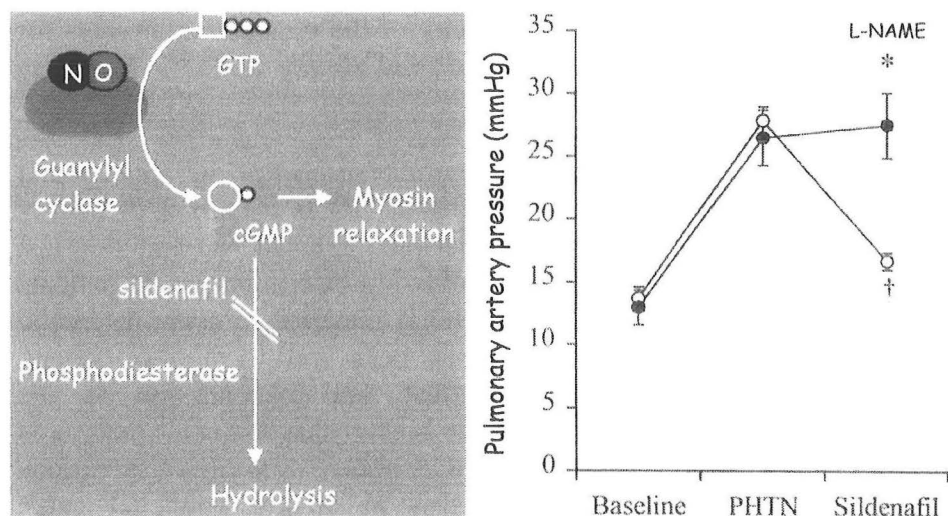 GTP
N O
Guanylyl
cyclase
cGMP
Myosin
relaxation
sildenafil
Phosphodiesterase
Hydrolysis
Pulmonary artery pressure (mmHg)
35
30
25
20
15
10
5
0
L-NAME
*
†
Baseline PHTN Sildenafil